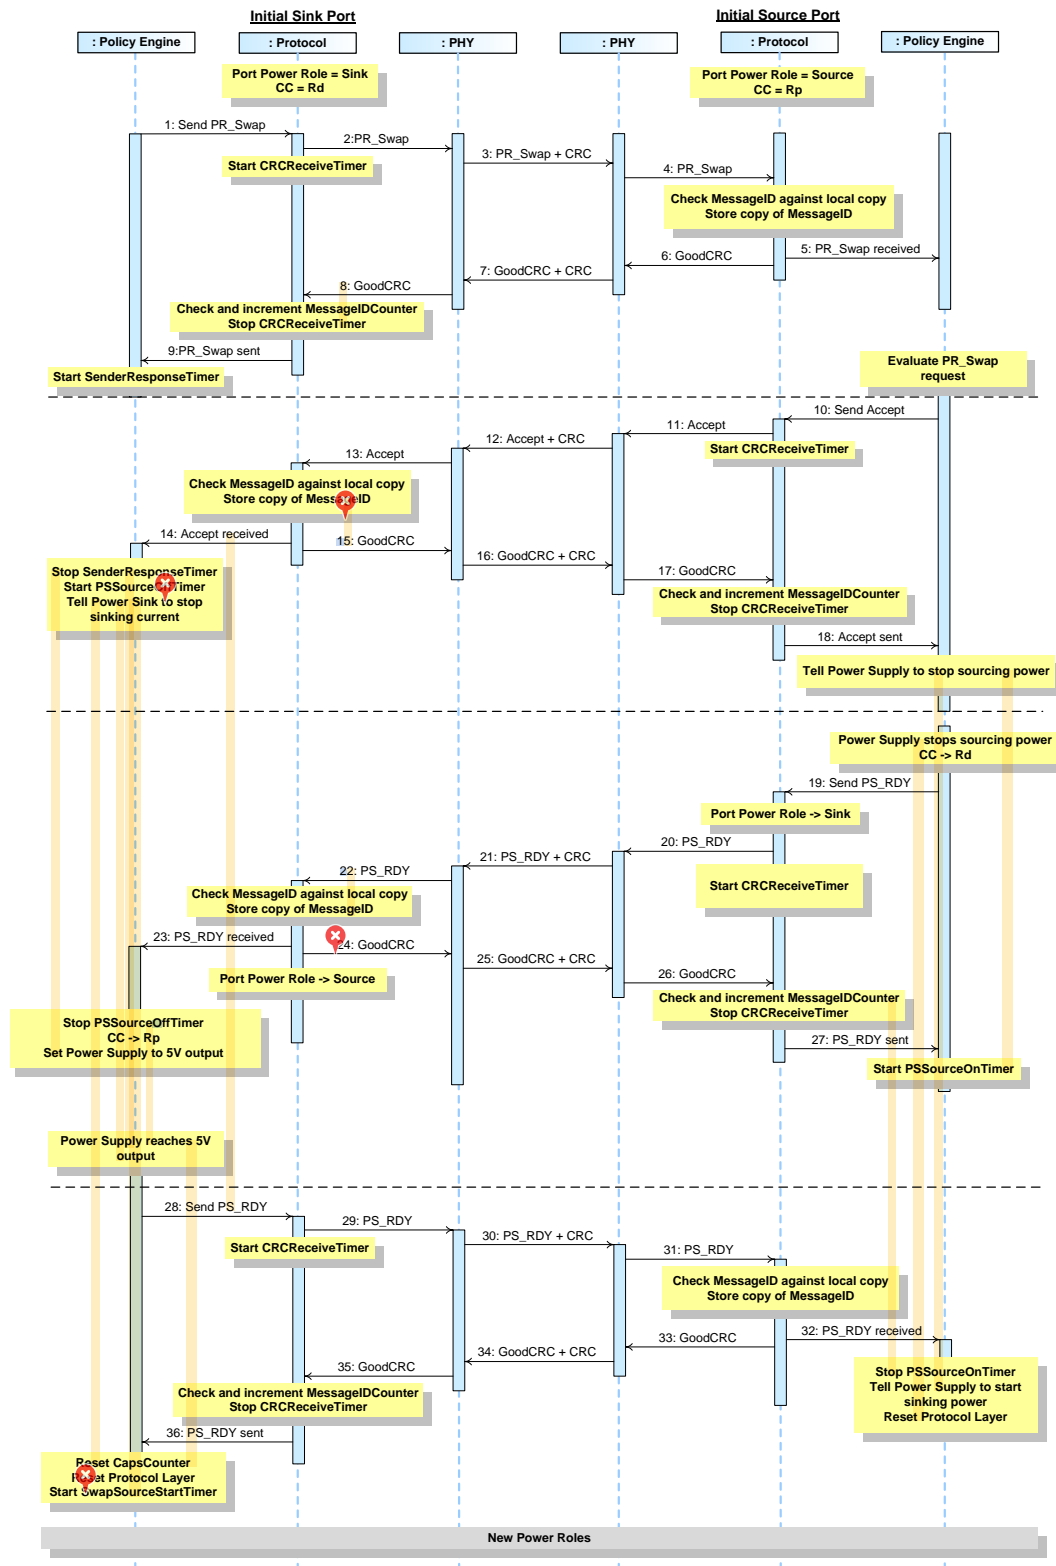 Initial Sink Port
Initial Source Port
: Policy Engine
: Protocol
: PHY
: PHY
: Protocol
: Policy Engine
Port Power Role = Sink
CC = Rd
Port Power Role = Source
CC = Rp
1: Send PR_Swap
2:PR_Swap
Start CRCReceiveTimer
3: PR_Swap + CRC
4: PR_Swap
Check MessageID against local copy
Store copy of MessageID
5: PR_Swap received
6: GoodCRC
7: GoodCRC + CRC
8: GoodCRC
Check and increment MessageIDCounter
Stop CRCReceiveTimer
9:PR_Swap sent
Start SenderResponseTimer
Evaluate PR_Swap
request
10: Send Accept
11: Accept
Start CRCReceiveTimer
12: Accept + CRC
13: Accept
Check MessageID against local copy
Store copy of MessageID
14: Accept received
15: GoodCRC
Stop SenderResponseTimer
Start PSSourceOffTimer
Tell Power Sink to stop
sinking current
16: GoodCRC + CRC
17: GoodCRC
Check and increment MessageIDCounter
Stop CRCReceiveTimer
18: Accept sent
Tell Power Supply to stop sourcing power
Power Supply stops sourcing power
CC -> Rd
19: Send PS_RDY
Port Power Role -> Sink
20: PS_RDY
21: PS_RDY + CRC
22: PS_RDY
Start CRCReceiveTimer
Check MessageID against local copy
Store copy of MessageID
23: PS_RDY received
24: GoodCRC
Port Power Role -> Source
25: GoodCRC + CRC
26: GoodCRC
Check and increment MessageIDCounter
Stop CRCReceiveTimer
Stop PSSourceOffTimer
CC -> Rp
Set Power Supply to 5V output
27: PS_RDY sent
Start PSSourceOnTimer
Power Supply reaches 5V
output
28: Send PS_RDY
29: PS_RDY
Start CRCReceiveTimer
30: PS_RDY + CRC
31: PS_RDY
Check MessageID against local copy
Store copy of MessageID
32: PS_RDY received
33: GoodCRC
34: GoodCRC + CRC
35: GoodCRC
Stop PSSourceOnTimer
Tell Power Supply to start
sinking power
Reset Protocol Layer
Check and increment MessageIDCounter
Stop CRCReceiveTimer
36: PS_RDY sent
Reset CapsCounter
Reset Protocol Layer
Start SwapSourceStartTimer
New Power Roles